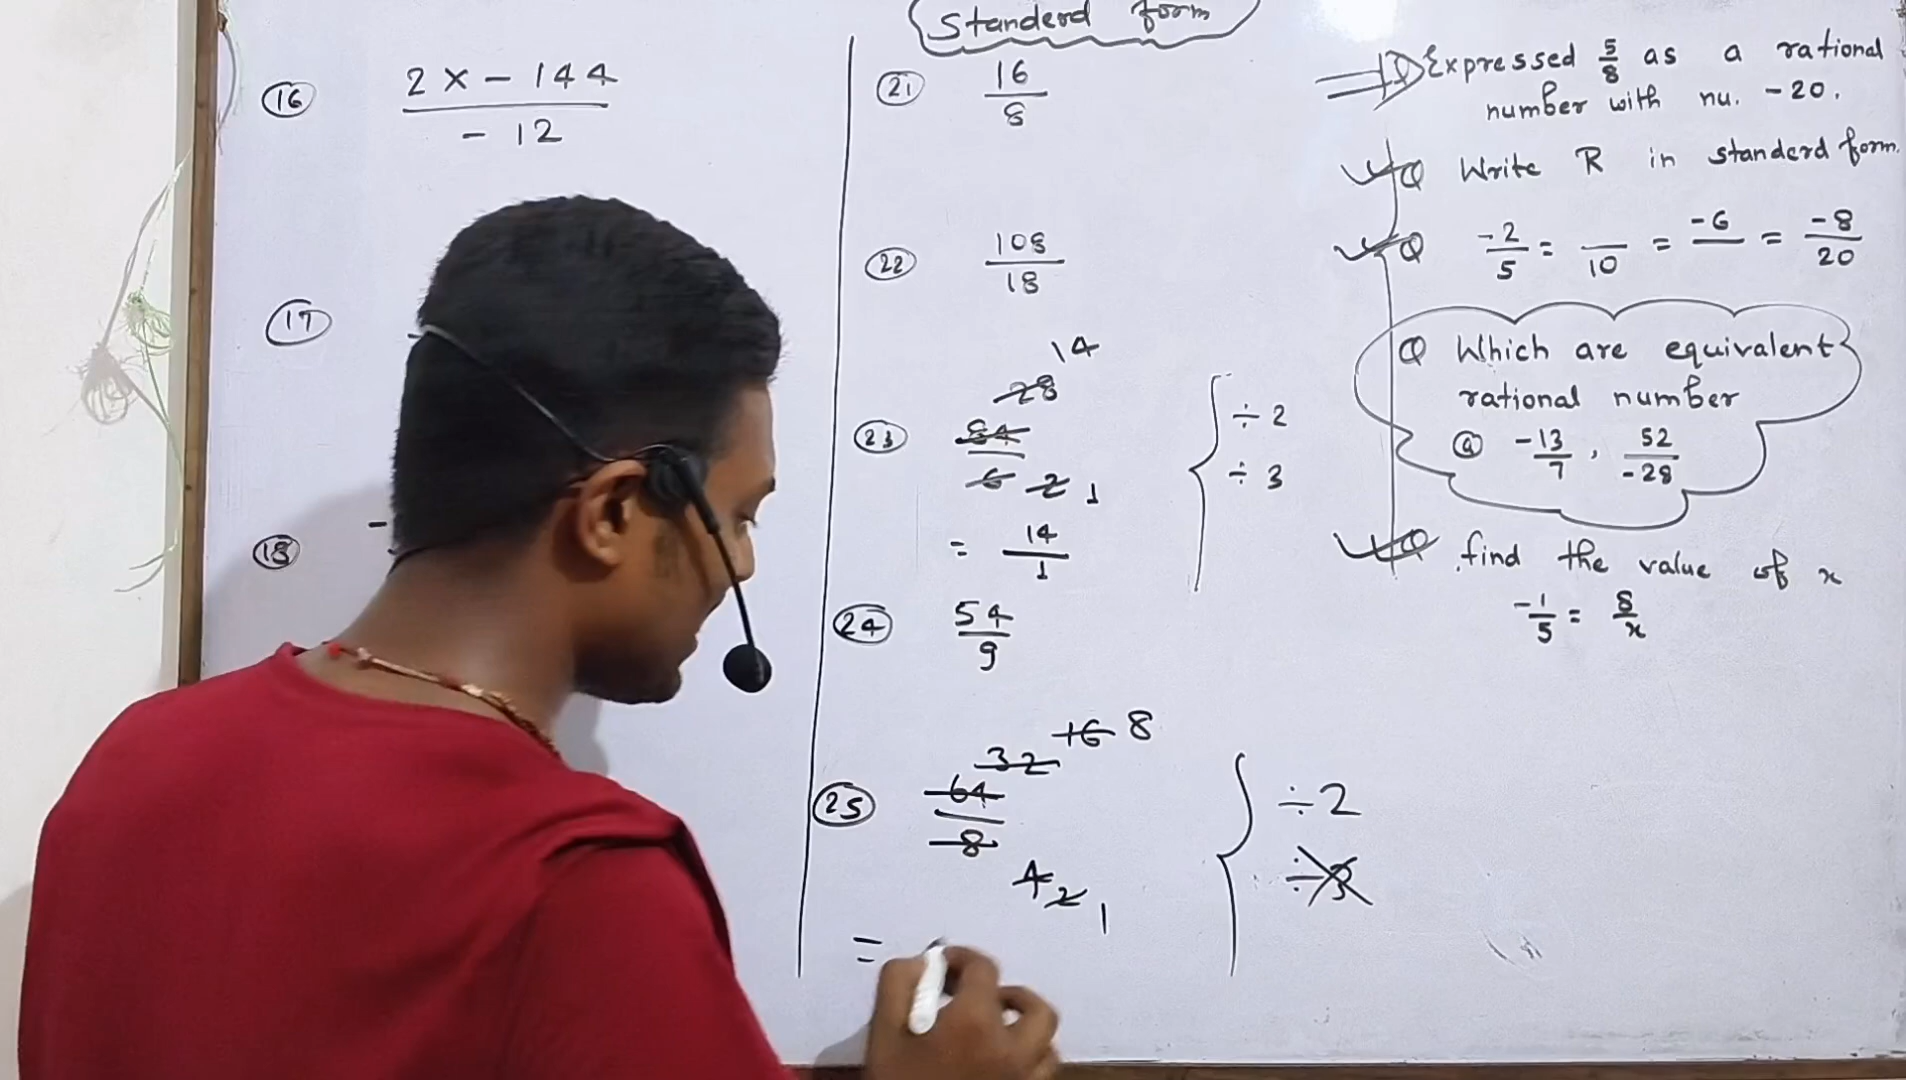 Standerd form
16 2 x - 144
- 12
17
18 -
21 16
8
22 108
18
14
28
23 84
6 2 1
= 14
1
÷ 2
÷ 3
24 54
9
16 8
32
25 64
8
4 2 1
=
÷ 2
÷ 3
Q Expressed 5/8 as a rational
number with nu. -20.
Q Write R in standerd form.
Q -2/5 = /10 = -6/ = -8/20
Q Which are equivalent
rational number
a -13/7 , 52/-28
Q find the value of x
-1/5 = 8/x